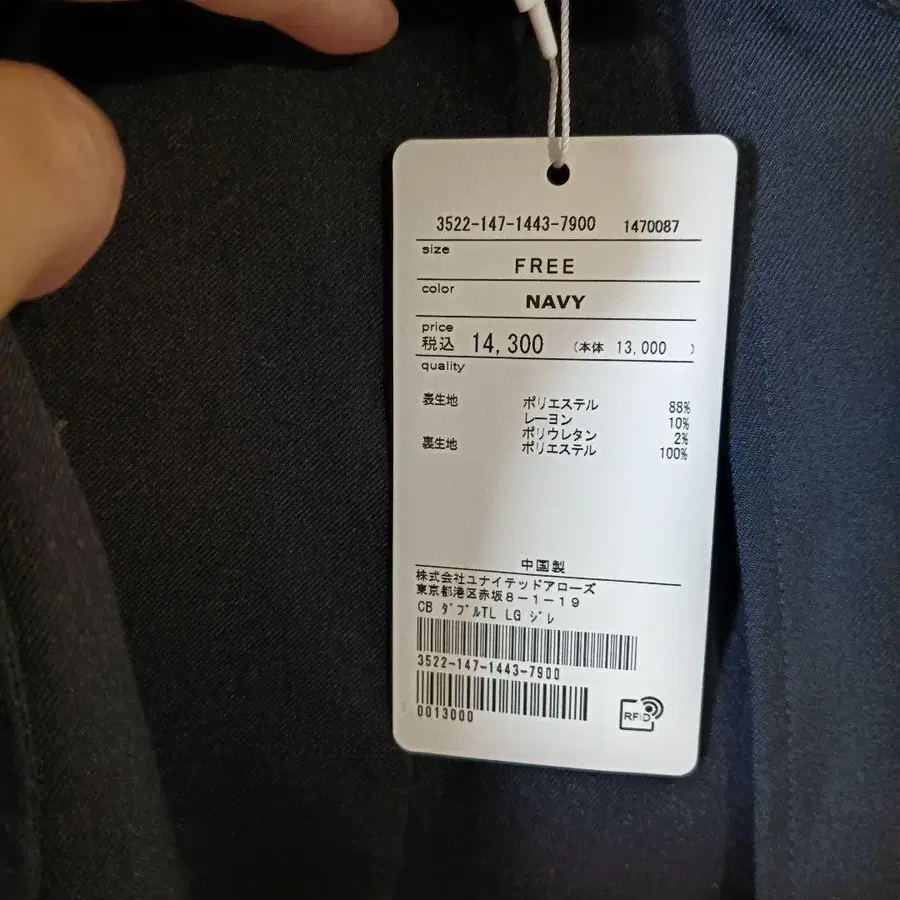 3522-147-1443-7900 1470087
size
FREE
color
NAVY
price
税込 14,300 (本体 13,000 )
quality
表生地 ポリエステル 88%
レーヨン 10%
ポリウレタン 2%
裏生地 ポリエステル 100%
中国製
株式会社ユナイテッドアローズ
東京都港区赤坂8-1-19
CB ﾀﾞﾌﾞﾙTL LG ｼﾞﾚ
3522-147-1443-7900
0013000
RFID